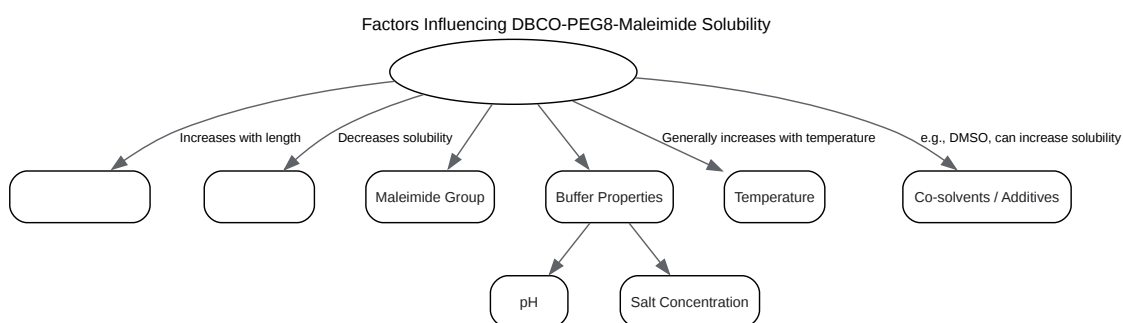 Factors Influencing DBCO-PEG8-Maleimide Solubility
Increases with length
Decreases solubility
Generally increases with temperature
e.g., DMSO, can increase solubility
Maleimide Group
Buffer Properties
Temperature
Co-solvents / Additives
pH
Salt Concentration